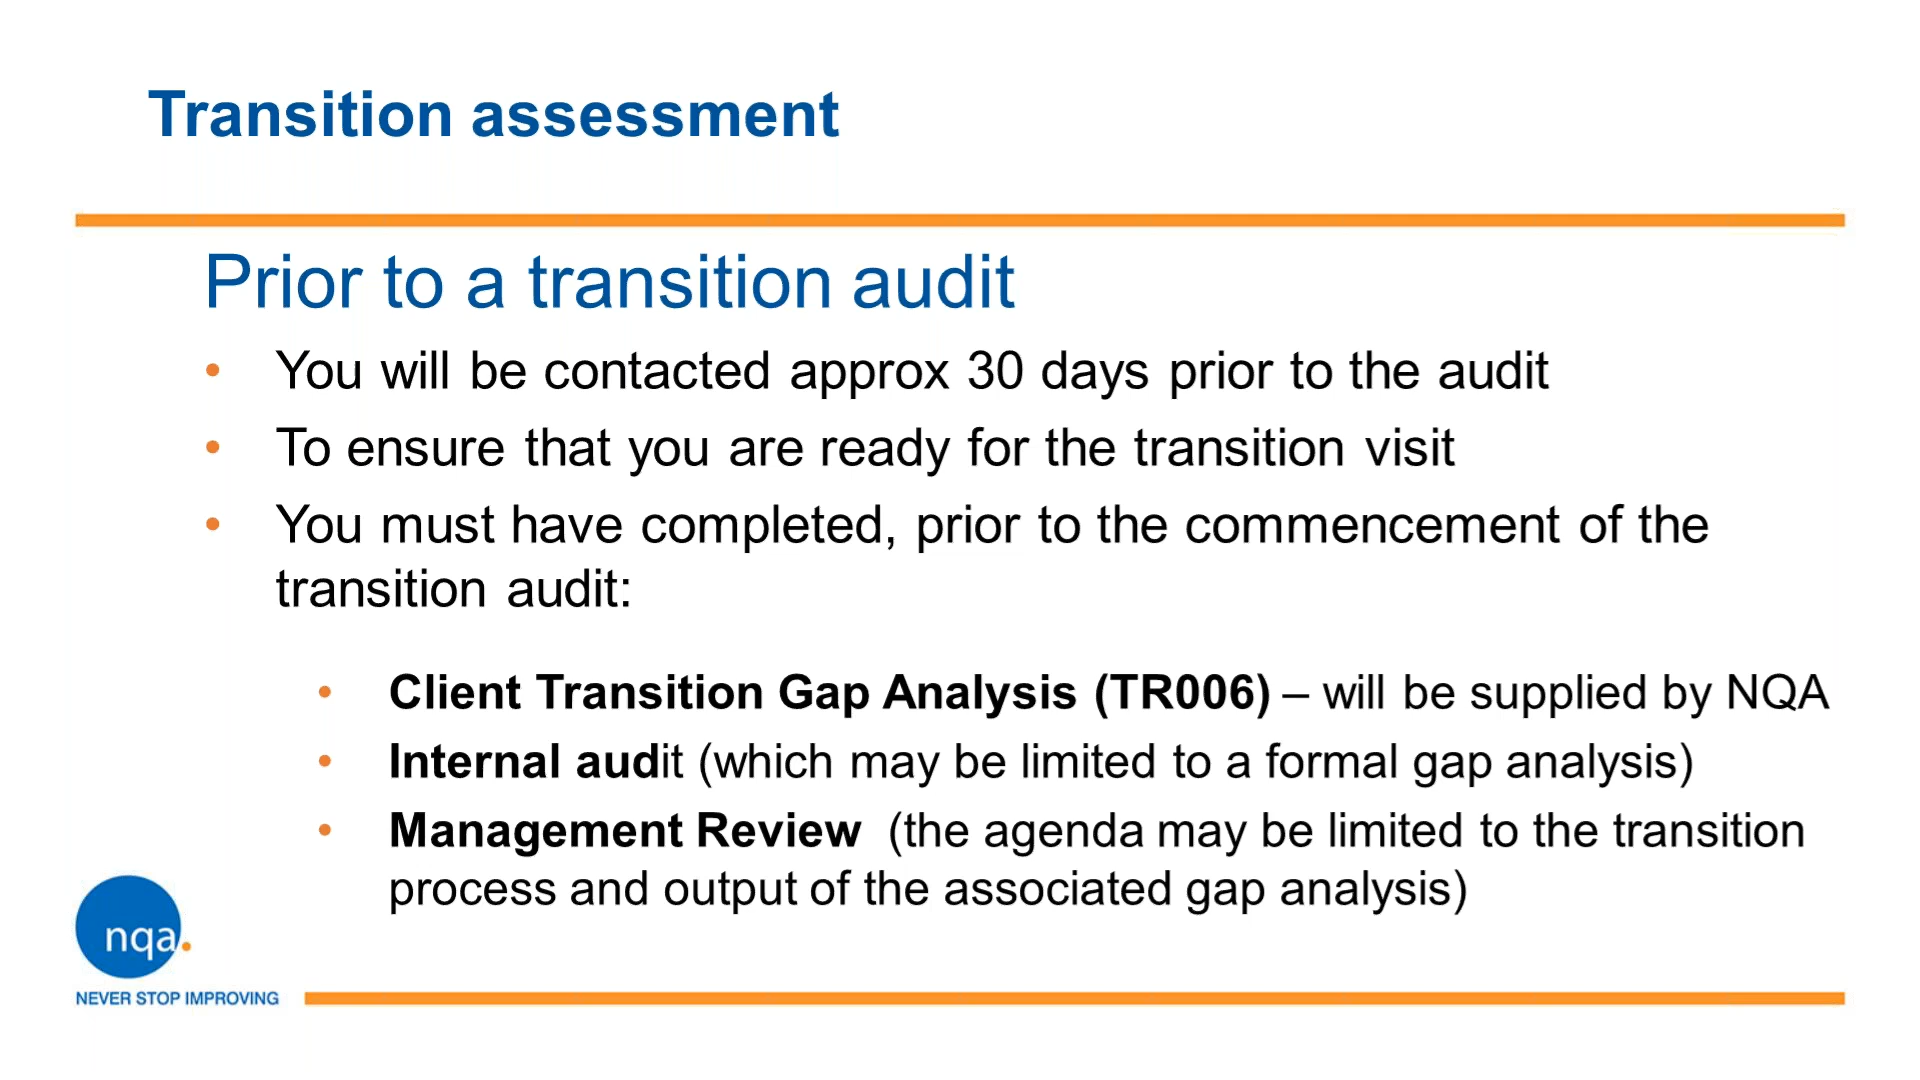 Transition assessment
Prior to a transition audit
• You will be contacted approx 30 days prior to the audit
• To ensure that you are ready for the transition visit
• You must have completed, prior to the commencement of the
transition audit:
• Client Transition Gap Analysis (TR006) – will be supplied by NQA
• Internal audit (which may be limited to a formal gap analysis)
• Management Review (the agenda may be limited to the transition
process and output of the associated gap analysis)
nqa.
NEVER STOP IMPROVING